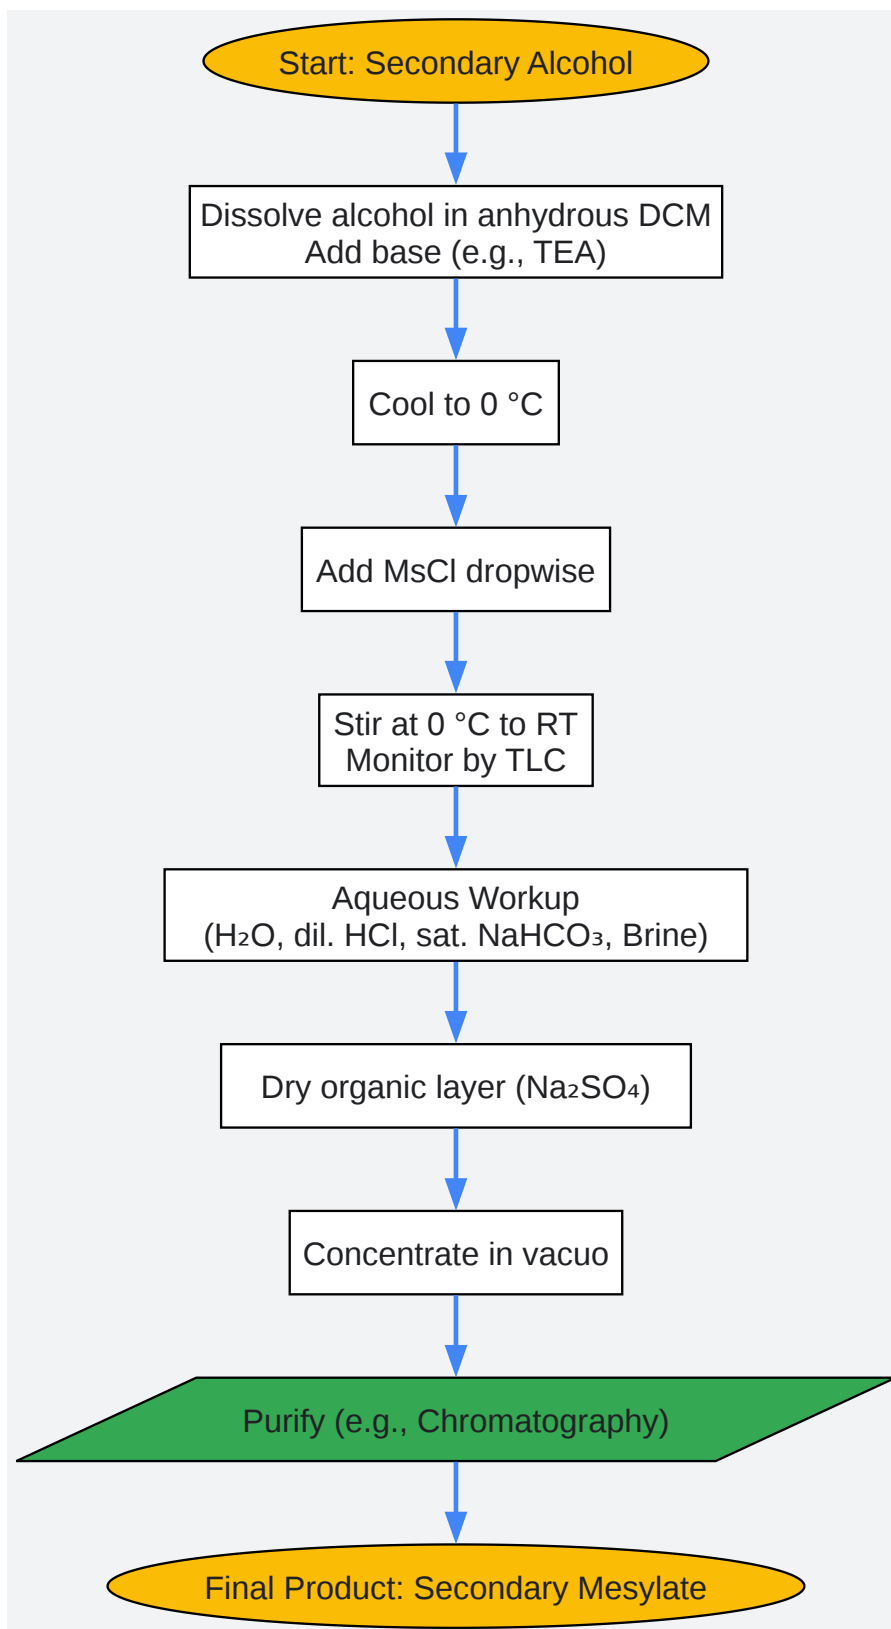 Start: Secondary Alcohol
Dissolve alcohol in anhydrous DCM
Add base (e.g., TEA)
Cool to 0 °C
Add MsCl dropwise
Stir at 0 °C to RT
Monitor by TLC
Aqueous Workup
(H₂O, dil. HCl, sat. NaHCO₃, Brine)
Dry organic layer (Na₂SO₄)
Concentrate in vacuo
Purify (e.g., Chromatography)
Final Product: Secondary Mesylate